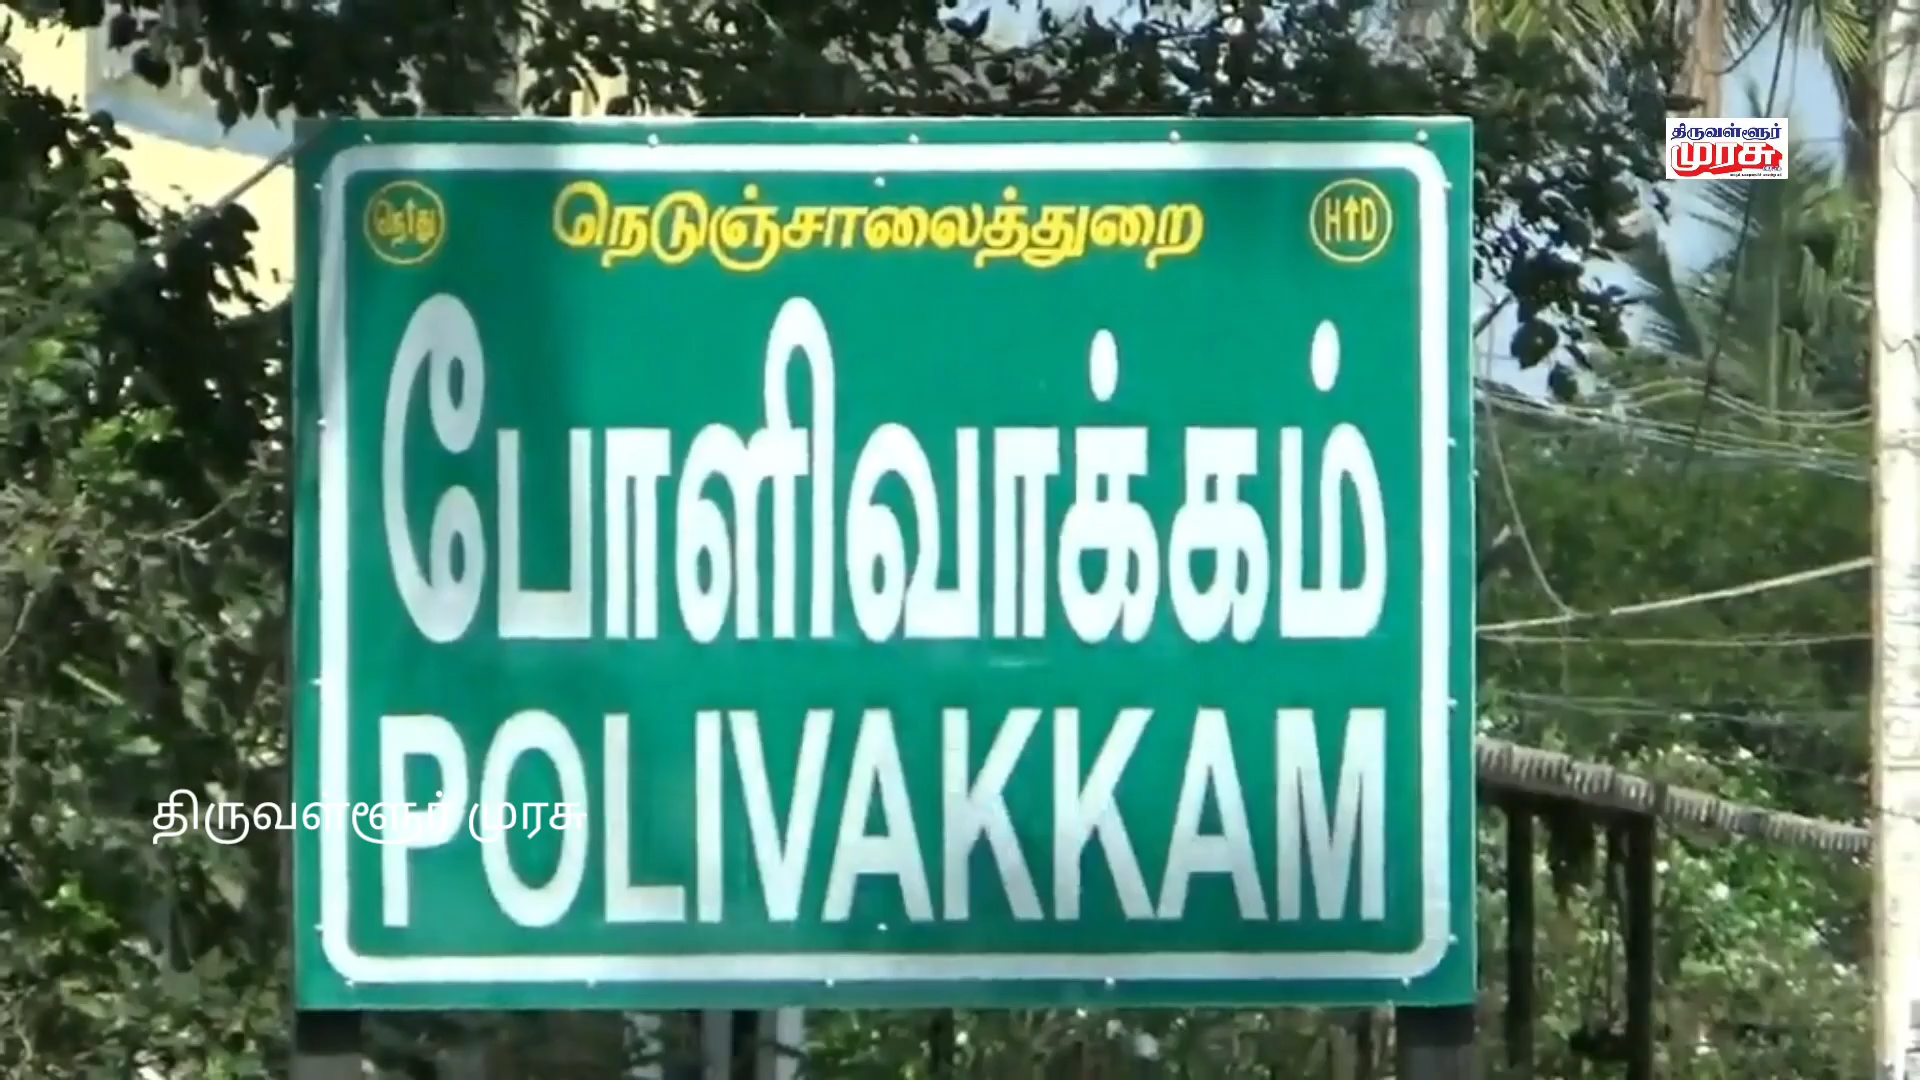 திருவள்ளூர்
முரசு
நெடுஞ்சாலைத்துறை
H↑D
போளிவாக்கம்
POLIVAKKAM
திருவள்ளூர் முரசு